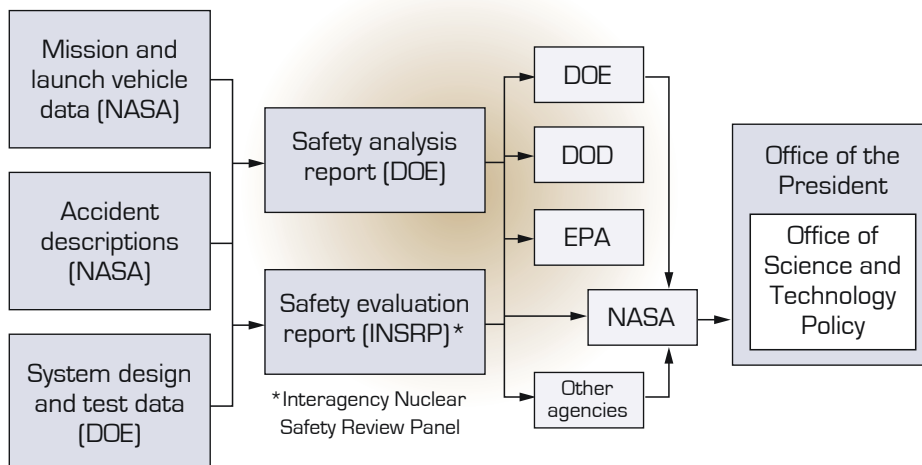 Mission and
launch vehicle
data (NASA)
Accident
descriptions
(NASA)
System design
and test data
(DOE)
Safety analysis
report (DOE)
Safety evaluation
report (INSRP)*
*Interagency Nuclear
Safety Review Panel
DOE
DOD
EPA
NASA
Other
agencies
Office of the
President
Office of
Science and
Technology
Policy